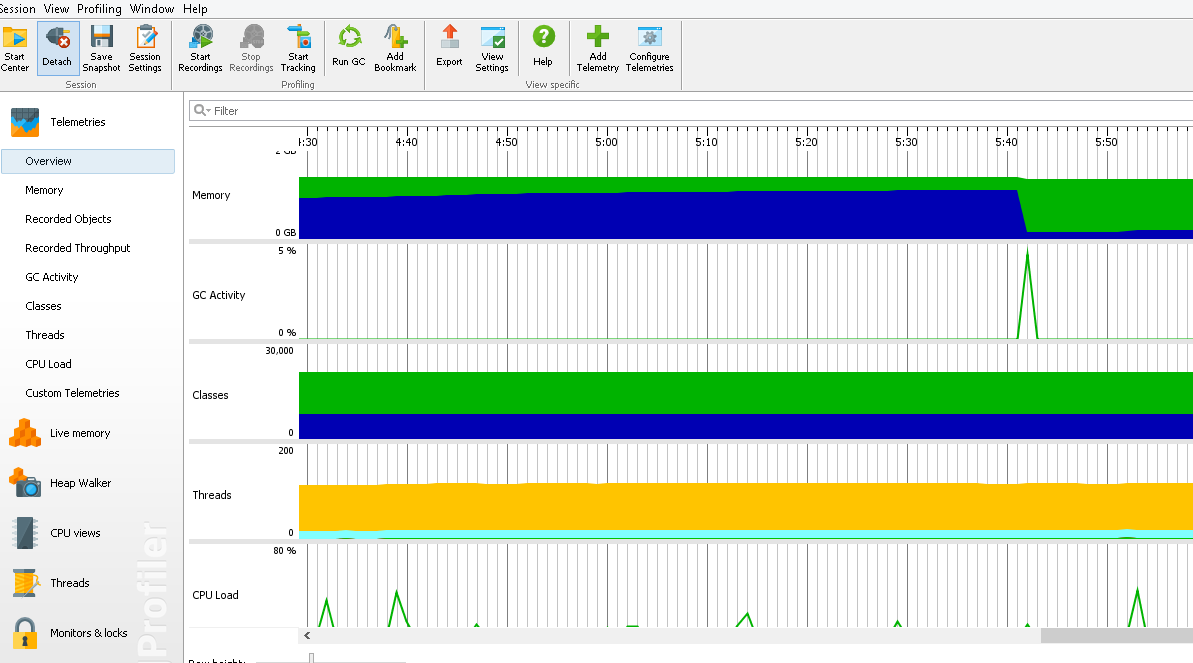 Session View Profiling Window Help
Start Center
Detach
Save Snapshot
Session Settings
Start Recordings
Stop Recordings
Start Tracking
Run GC
Add Bookmark
Export
View Settings
Help
Add Telemetry
Configure Telemetries
Session
Profiling
View specific
Telemetries
Overview
Memory
Recorded Objects
Recorded Throughput
GC Activity
Classes
Threads
CPU Load
Custom Telemetries
Live memory
Heap Walker
CPU views
Threads
Monitors & locks
JProfiler
Filter
4:30 4:40 4:50 5:00 5:10 5:20 5:30 5:40 5:50
2 GB
Memory
0 GB
5 %
GC Activity
0 %
30,000
Classes
0
200
Threads
0
80 %
CPU Load
Row height: